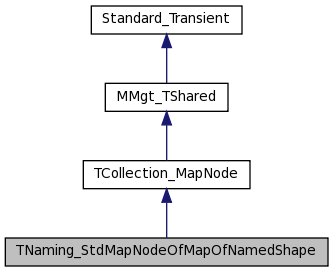 Standard_Transient
MMgt_TShared
TCollection_MapNode
TNaming_StdMapNodeOfMapOfNamedShape